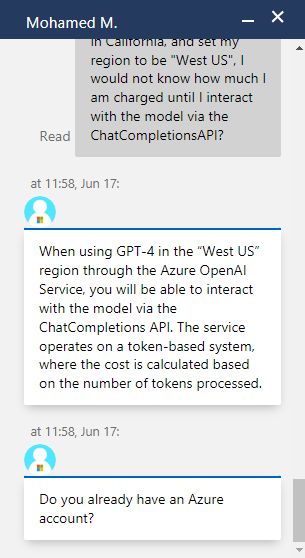 Mohamed M.
in California, and set my
region to be "West US", I
would not know how much I
am charged until I interact
with the model via the
ChatCompletionsAPI?
Read
at 11:58, Jun 17:
When using GPT-4 in the “West US”
region through the Azure OpenAI
Service, you will be able to interact
with the model via the
ChatCompletions API. The service
operates on a token-based system,
where the cost is calculated based
on the number of tokens processed.
at 11:58, Jun 17:
Do you already have an Azure
account?